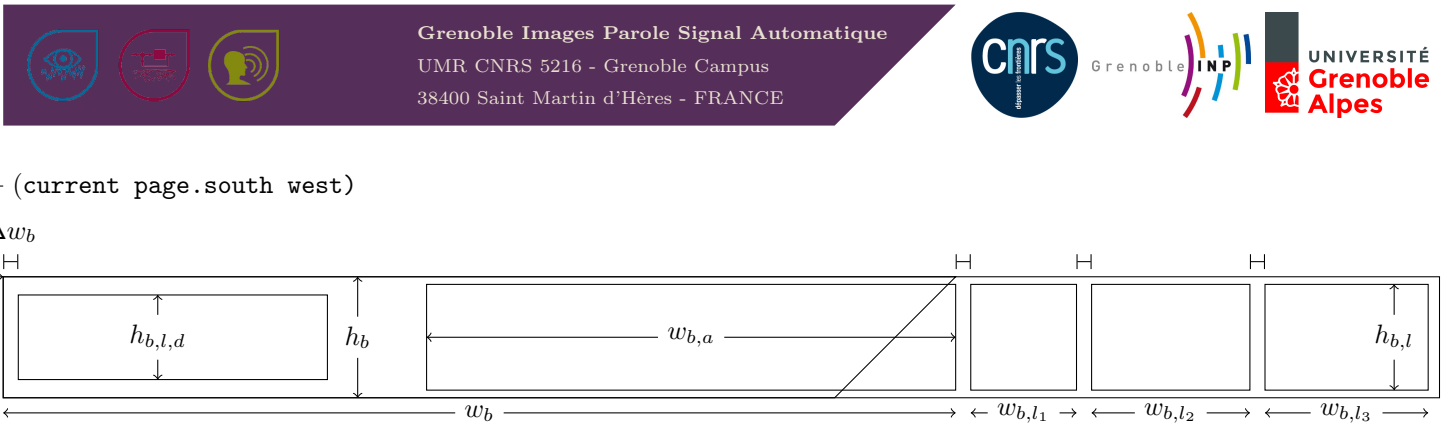 Grenoble Images Parole Signal Automatique
UMR CNRS 5216 - Grenoble Campus
38400 Saint Martin d'Hères - FRANCE
cnrs
dépasser les frontières
Grenoble INP
UNIVERSITÉ
Grenoble
Alpes
(current page.south west)
Δw_b
h_{b,l,d}
h_b
w_{b,a}
h_{b,l}
w_b
w_{b,l_1}
w_{b,l_2}
w_{b,l_3}